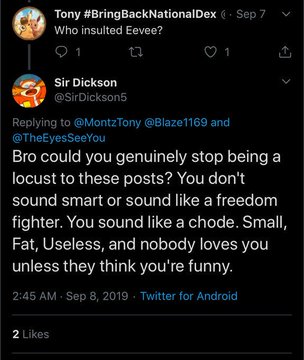 Tony #BringBackNationalDex · Sep 7
Who insulted Eevee?
1 1
Sir Dickson
@SirDickson5
Replying to @MontzTony @Blaze1169 and
@TheEyesSeeYou
Bro could you genuinely stop being a
locust to these posts? You don't
sound smart or sound like a freedom
fighter. You sound like a chode. Small,
Fat, Useless, and nobody loves you
unless they think you're funny.
2:45 AM · Sep 8, 2019 · Twitter for Android
2 Likes